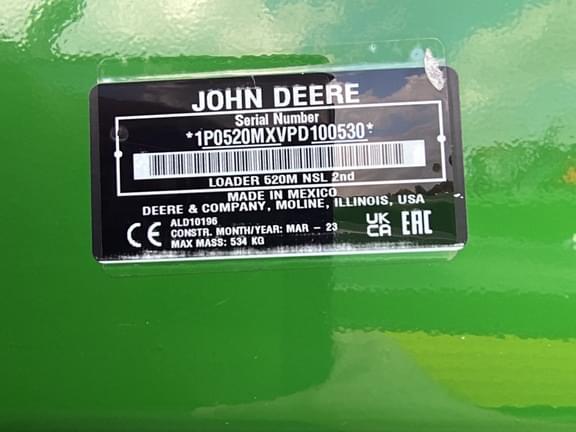 JOHN DEERE
Serial Number
*1P0520MXVPD100530*
LOADER 520M NSL 2nd
MADE IN MEXICO
DEERE & COMPANY, MOLINE, ILLINOIS, USA
ALD10196
CE CONSTR. MONTH/YEAR: MAR - 23 UK CA EAC
MAX MASS: 534 KG